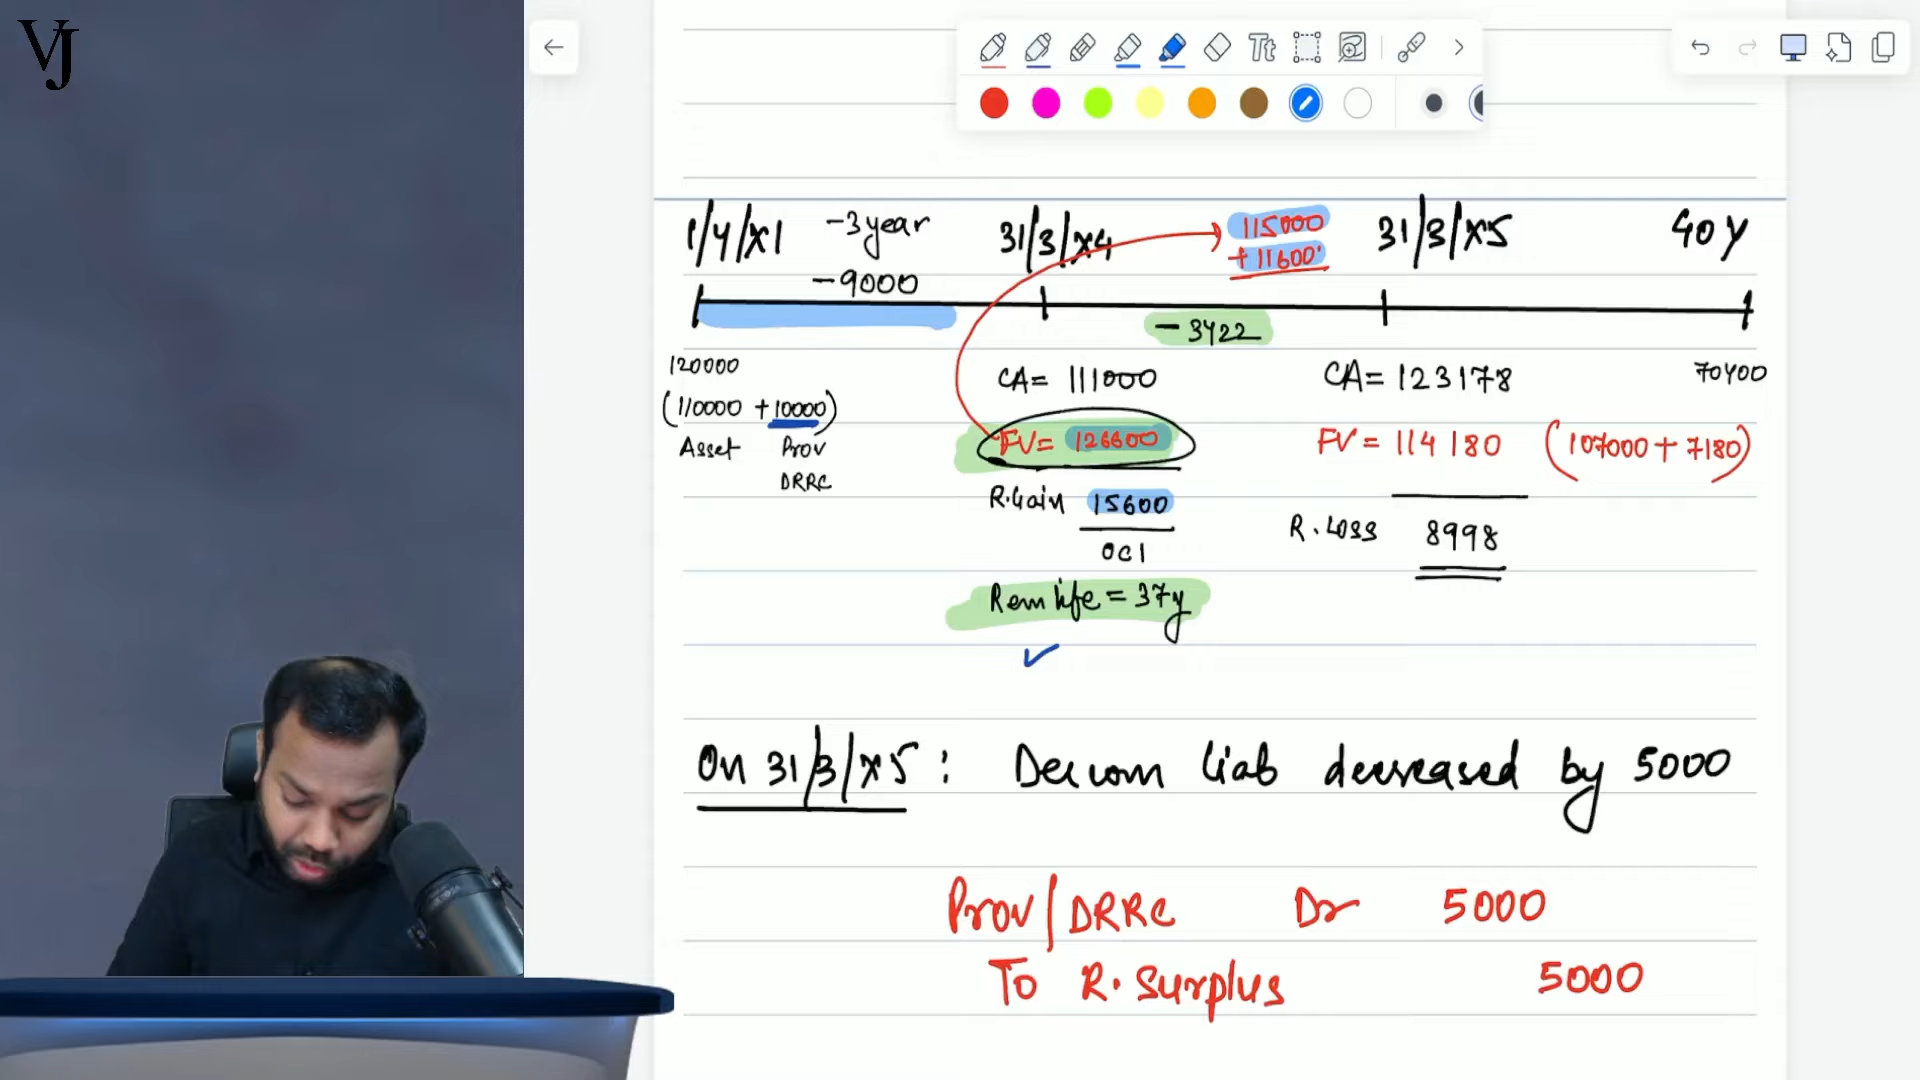 VJ
Tt
1/4/X1 -3 year 31/3/X4 115000 31/3/X5 40 Y
+ 11600
-9000
- 3422
120000 CA= 111000 CA= 123178 70400
(110000 + 10000) FV= 126600 FV = 114180 (107000 + 7180)
Asset Prov
DRRC R.Gain 15600 R. Loss 8998
OCI
Rem life = 37y
On 31/3/X5 : Decom liab decreased by 5000
Prov/DRRC Dr 5000
To R. Surplus 5000